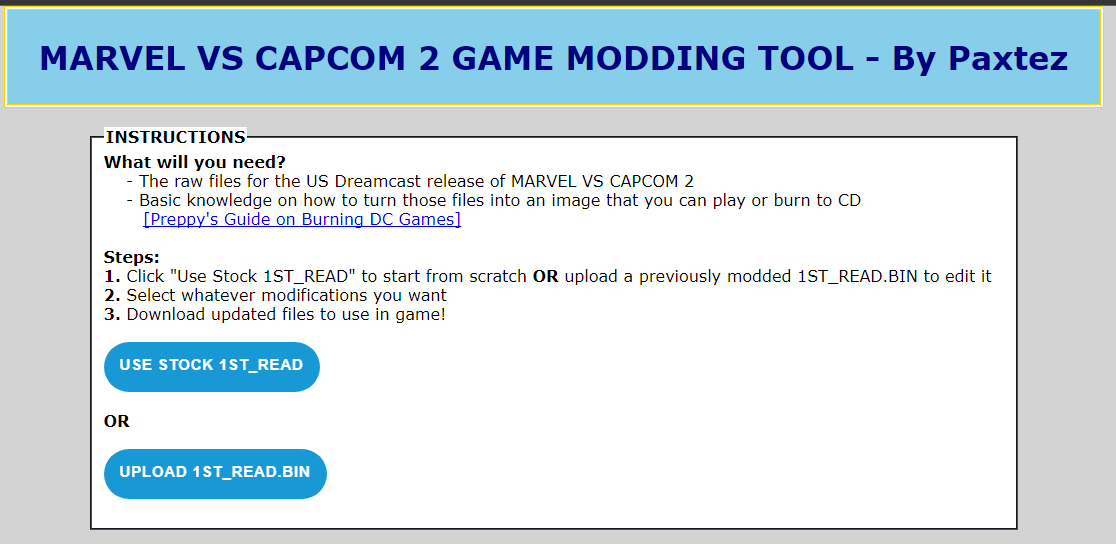 MARVEL VS CAPCOM 2 GAME MODDING TOOL - By Paxtez
INSTRUCTIONS
What will you need?
- The raw files for the US Dreamcast release of MARVEL VS CAPCOM 2
- Basic knowledge on how to turn those files into an image that you can play or burn to CD
[Preppy's Guide on Burning DC Games]
Steps:
1. Click "Use Stock 1ST_READ" to start from scratch OR upload a previously modded 1ST_READ.BIN to edit it
2. Select whatever modifications you want
3. Download updated files to use in game!
USE STOCK 1ST_READ
OR
UPLOAD 1ST_READ.BIN